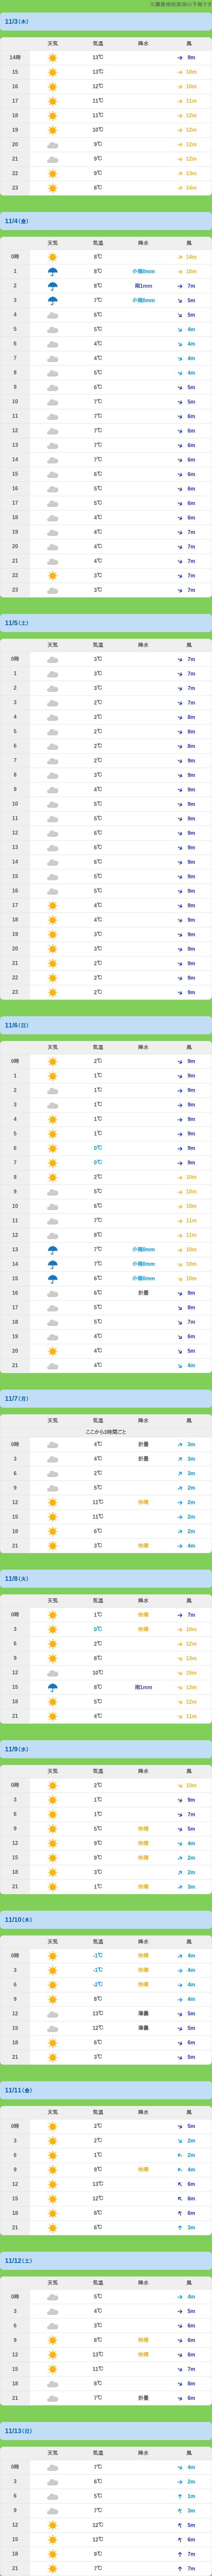 ※麓最積暗居頭の予報です
11/3(木)
天気 気温 降水 風
14時 13℃ 9m
15 13℃ 10m
16 12℃ 10m
17 11℃ 11m
18 11℃ 12m
19 10℃ 12m
20 9℃ 12m
21 9℃ 12m
22 9℃ 13m
23 8℃ 14m
11/4(金)
天気 気温 降水 風
0時 8℃ 14m
1 8℃ 小雨0mm 10m
2 8℃ 雨1mm 7m
3 7℃ 小雨0mm 5m
4 6℃ 5m
5 5℃ 4m
6 4℃ 4m
7 4℃ 4m
8 5℃ 4m
9 6℃ 5m
10 7℃ 5m
11 7℃ 6m
12 7℃ 6m
13 7℃ 6m
14 7℃ 6m
15 6℃ 6m
16 5℃ 6m
17 5℃ 6m
18 4℃ 6m
19 4℃ 7m
20 4℃ 7m
21 4℃ 7m
22 3℃ 7m
23 3℃ 7m
11/5(土)
天気 気温 降水 風
0時 3℃ 7m
1 3℃ 7m
2 3℃ 7m
3 2℃ 7m
4 2℃ 8m
5 2℃ 8m
6 2℃ 8m
7 2℃ 9m
8 3℃ 9m
9 4℃ 9m
10 5℃ 9m
11 5℃ 9m
12 6℃ 9m
13 6℃ 9m
14 6℃ 9m
15 5℃ 9m
16 5℃ 9m
17 4℃ 9m
18 4℃ 9m
19 3℃ 9m
20 3℃ 9m
21 2℃ 9m
22 2℃ 9m
23 2℃ 9m
11/6(日)
天気 気温 降水 風
0時 2℃ 9m
1 1℃ 9m
2 1℃ 9m
3 1℃ 9m
4 1℃ 9m
5 1℃ 9m
6 0℃ 9m
7 0℃ 9m
8 2℃ 10m
9 5℃ 10m
10 6℃ 10m
11 7℃ 11m
12 8℃ 11m
13 7℃ 小雨0mm 10m
14 7℃ 小雨0mm 10m
15 6℃ 小雨0mm 10m
16 6℃ 折曇 9m
17 5℃ 8m
18 5℃ 7m
19 4℃ 6m
20 4℃ 5m
21 4℃ 4m
11/7(月)
天気 気温 降水 風
ここから3時間ごと
0時 4℃ 折曇 3m
3 4℃ 折曇 3m
6 2℃ 3m
9 5℃ 2m
12 11℃ 快晴 2m
15 11℃ 2m
18 6℃ 2m
21 3℃ 快晴 4m
11/8(火)
天気 気温 降水 風
0時 1℃ 快晴 7m
3 0℃ 快晴 10m
6 2℃ 12m
9 8℃ 13m
12 10℃ 15m
15 8℃ 雨1mm 13m
18 5℃ 12m
21 4℃ 11m
11/9(水)
天気 気温 降水 風
0時 2℃ 10m
3 1℃ 9m
6 1℃ 7m
9 5℃ 快晴 5m
12 9℃ 快晴 4m
15 9℃ 快晴 2m
18 3℃ 2m
21 1℃ 快晴 3m
11/10(木)
天気 気温 降水 風
0時 -1℃ 快晴 4m
3 -1℃ 快晴 4m
6 -2℃ 快晴 4m
9 8℃ 4m
12 13℃ 薄曇 5m
15 12℃ 薄曇 5m
18 6℃ 6m
21 3℃ 5m
11/11(金)
天気 気温 降水 風
0時 2℃ 5m
3 2℃ 2m
6 1℃ 2m
9 9℃ 快晴 4m
12 13℃ 6m
15 12℃ 6m
18 8℃ 6m
21 6℃ 3m
11/12(土)
天気 気温 降水 風
0時 5℃ 4m
3 4℃ 5m
6 3℃ 6m
9 8℃ 快晴 6m
12 13℃ 快晴 6m
15 11℃ 7m
18 8℃ 8m
21 7℃ 折曇 6m
11/13(日)
天気 気温 降水 風
0時 7℃ 4m
3 6℃ 2m
6 5℃ 1m
9 7℃ 3m
12 12℃ 5m
15 12℃ 6m
18 9℃ 7m
21 7℃ 7m